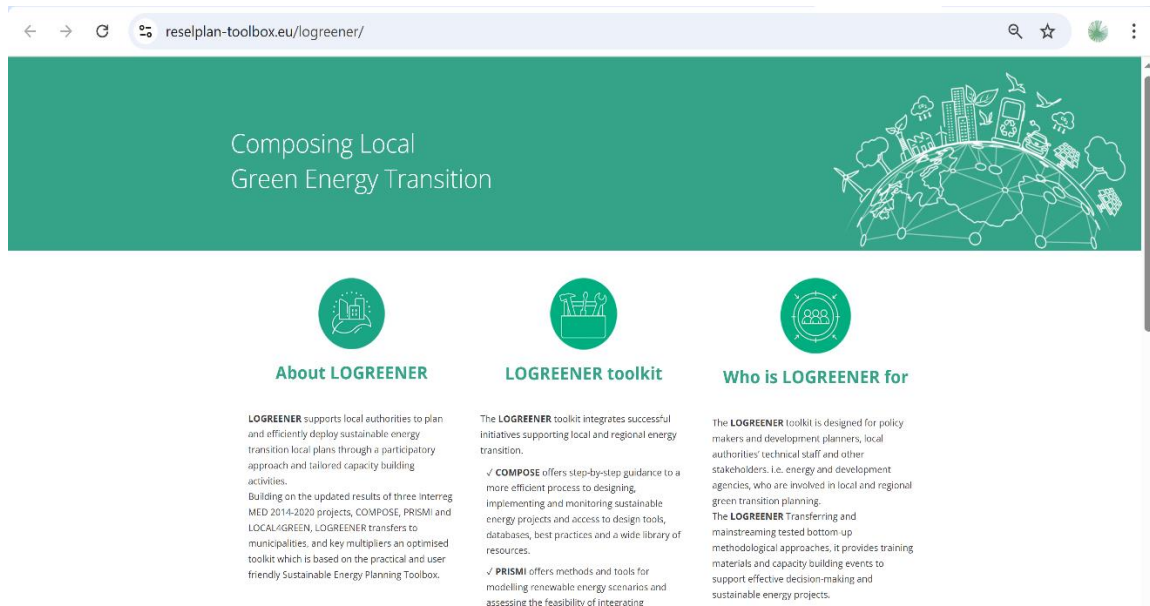 reselplan-toolbox.eu/logreener/
Composing Local
Green Energy Transition
About LOGREENER
LOGREENER supports local authorities to plan
and efficiently deploy sustainable energy
transition local plans through a participatory
approach and tailored capacity building
activities.
Building on the updated results of three Interreg
MED 2014-2020 projects, COMPOSE, PRISMI and
LOCAL4GREEN, LOGREENER transfers to
municipalities, and key multipliers an optimised
toolkit which is based on the practical and user
friendly Sustainable Energy Planning Toolbox.
LOGREENER toolkit
The LOGREENER toolkit integrates successful
initiatives supporting local and regional energy
transition.
✓ COMPOSE offers step-by-step guidance to a
more efficient process to designing,
implementing and monitoring sustainable
energy projects and access to design tools,
databases, best practices and a wide library of
resources.
✓ PRISMI offers methods and tools for
modelling renewable energy scenarios and
assessing the feasibility of integrating
Who is LOGREENER for
The LOGREENER toolkit is designed for policy
makers and development planners, local
authorities' technical staff and other
stakeholders. i.e. energy and development
agencies, who are involved in local and regional
green transition planning.
The LOGREENER Transferring and
mainstreaming tested bottom-up
methodological approaches, it provides training
materials and capacity building events to
support effective decision-making and
sustainable energy projects.